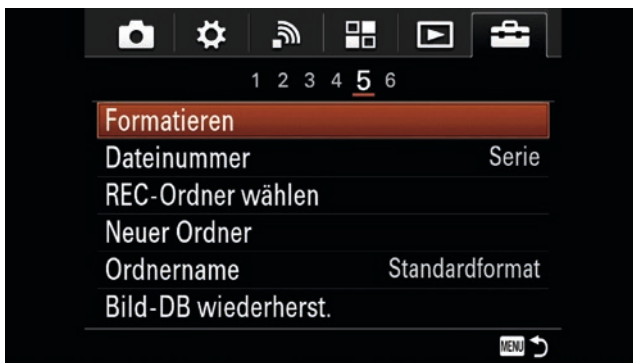 1 2 3 4 5 6
Formatieren
Dateinummer Serie
REC-Ordner wählen
Neuer Ordner
Ordnername Standardformat
Bild-DB wiederherst.
MENU